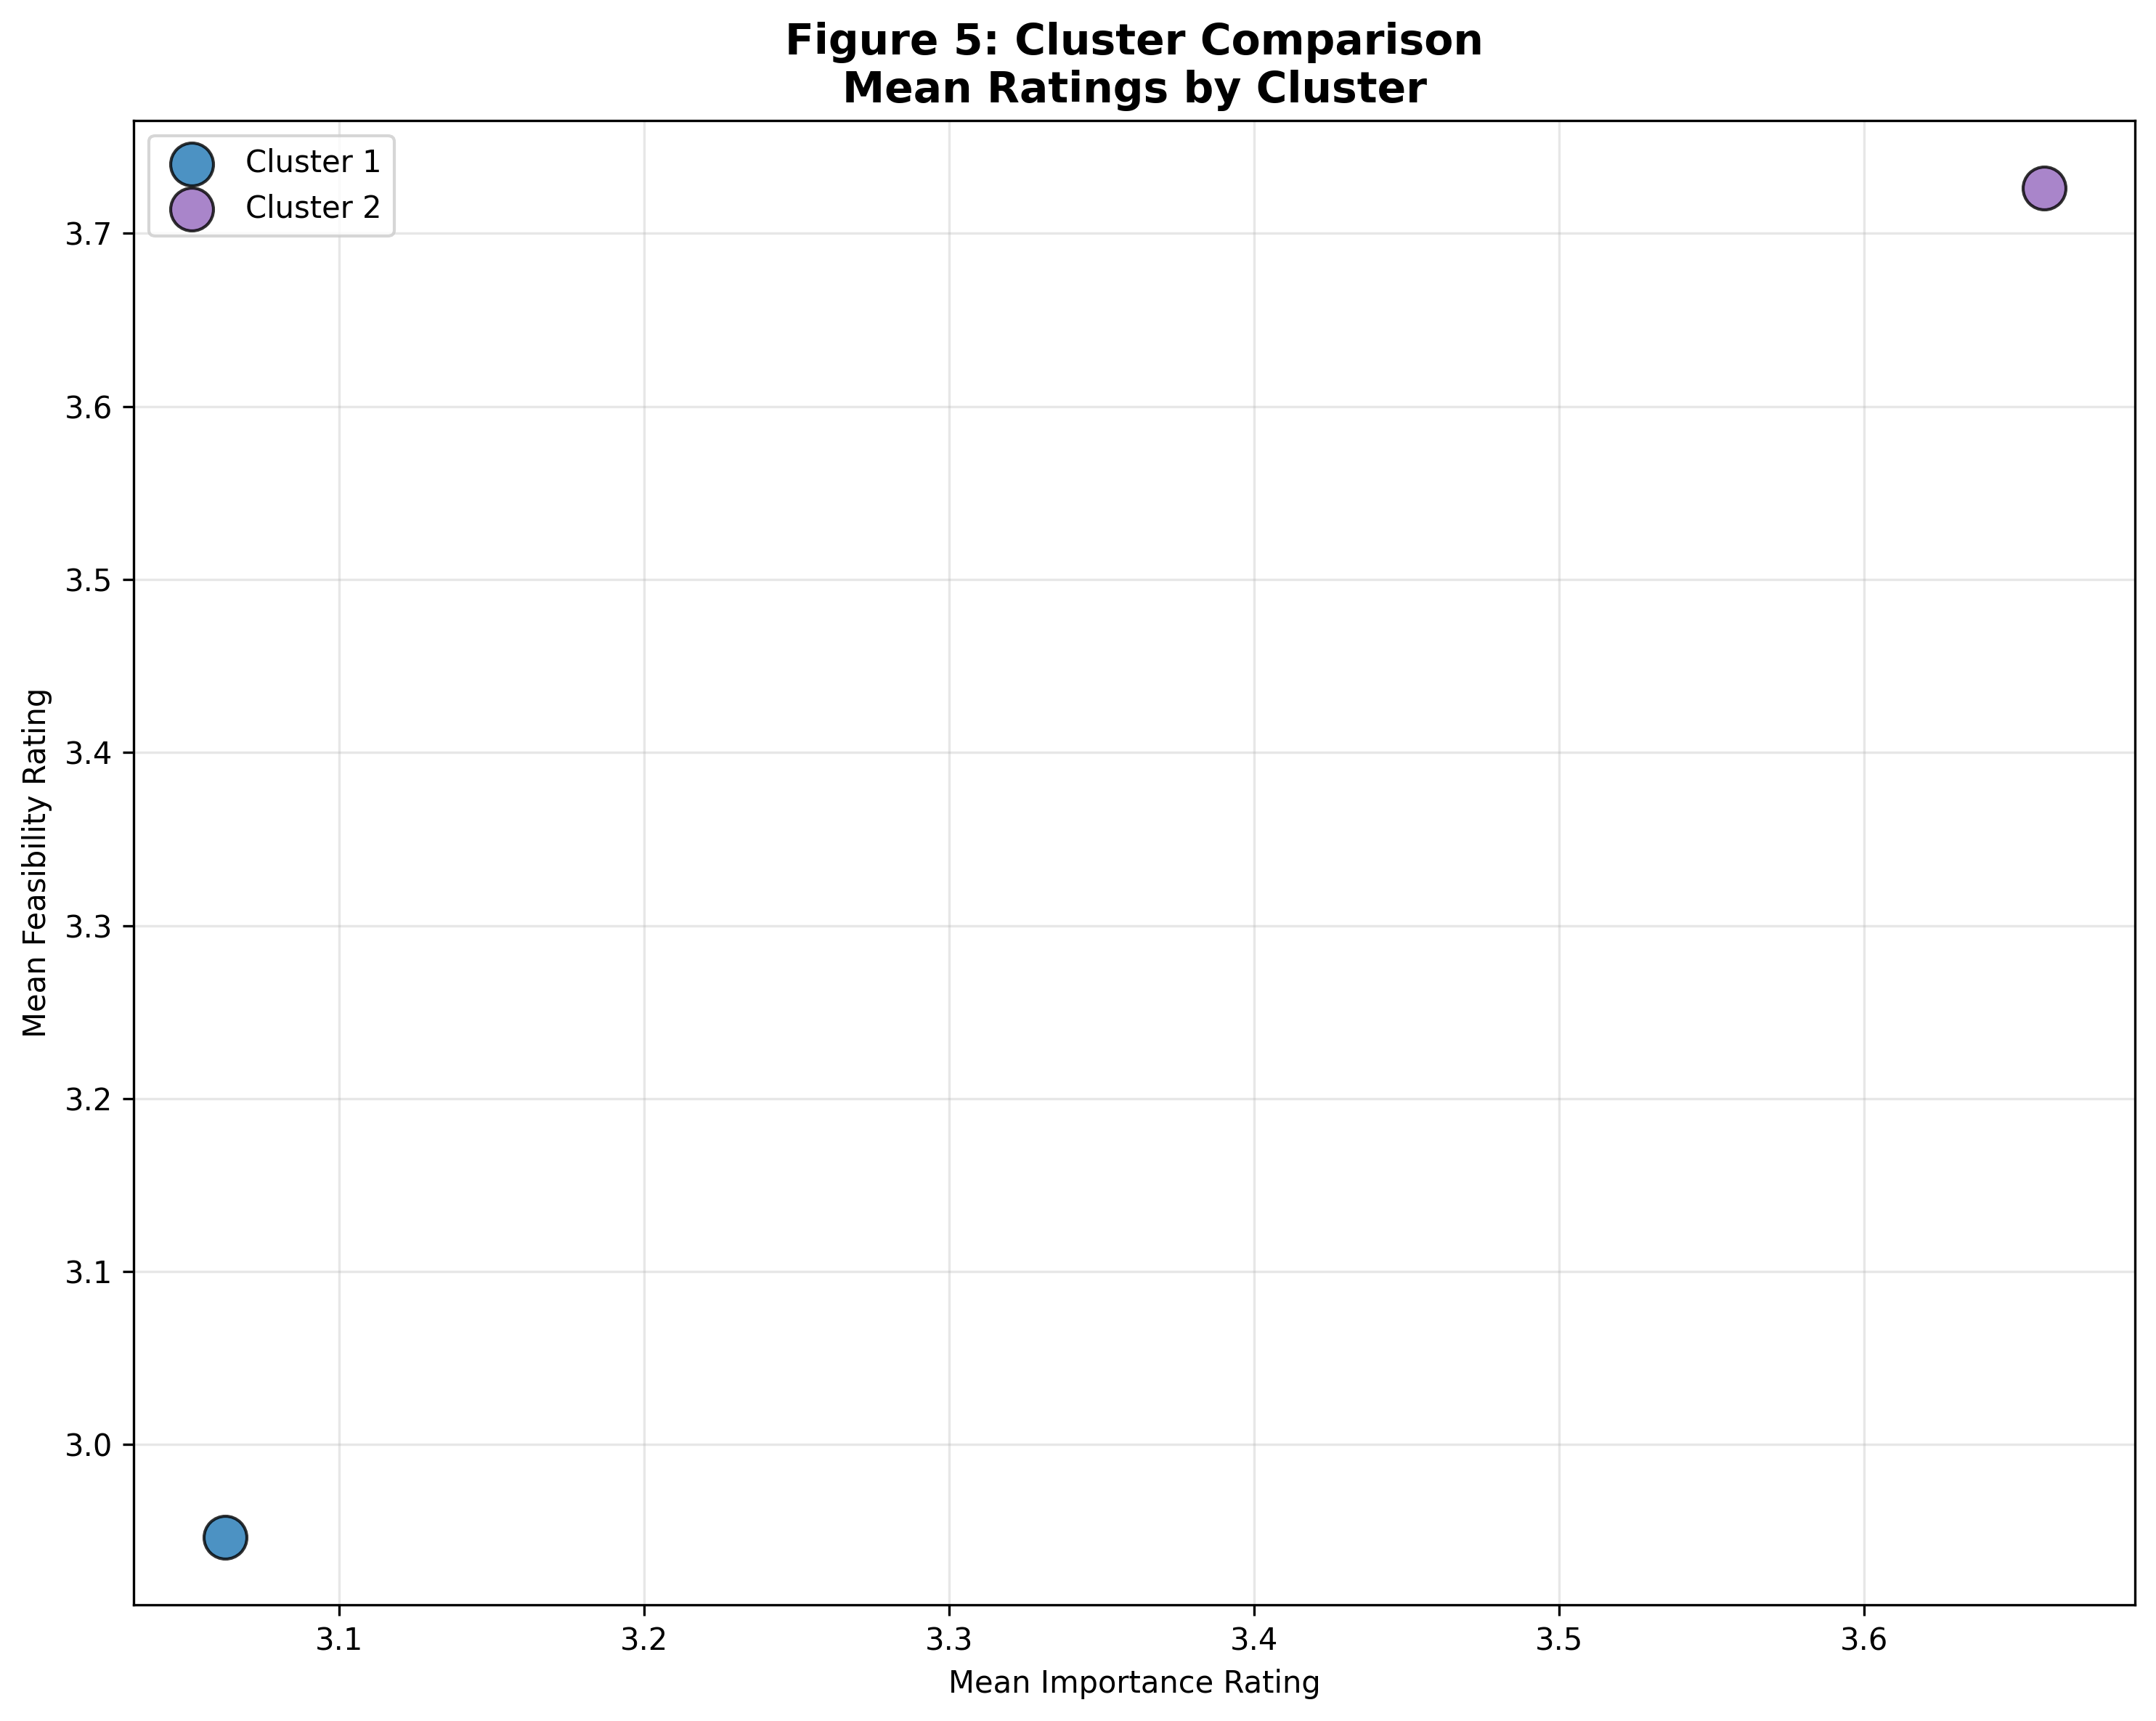 Figure 5: Cluster Comparison
Mean Ratings by Cluster
Cluster 1
Cluster 2
3.7
3.6
3.5
3.4
3.3
3.2
3.1
3.0
Mean Feasibility Rating
3.1 3.2 3.3 3.4 3.5 3.6
Mean Importance Rating